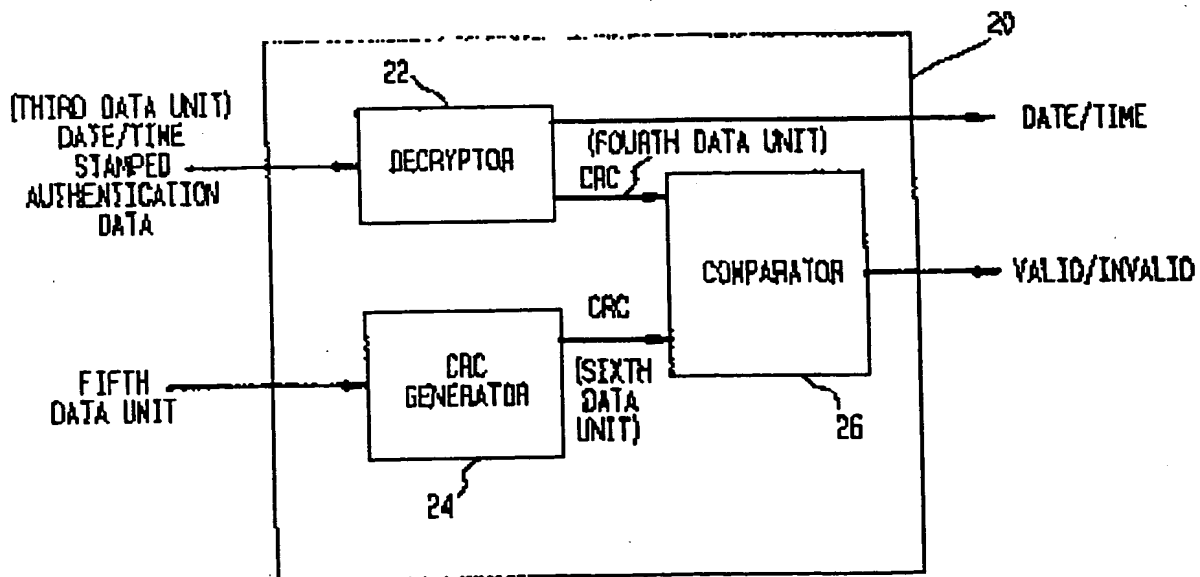 20
22
(THIRD DATA UNIT)
DATE/TIME
STAMPED
AUTHENTICATION
DATA
DECRYPTOR
DATE/TIME
(FOURTH DATA UNIT)
CRC
COMPARATOR
VALID/INVALID
CRC
FIFTH
DATA UNIT
CRC
GENERATOR
(SIXTH
DATA
UNIT)
26
24